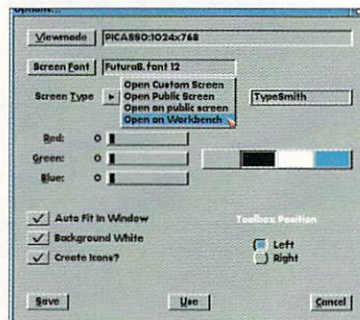 Options...
Viewmode PICASSO:1024x768
Screen Font FuturaB.font 12
Screen Type TypeSmith
Open Custom Screen
Open Public Screen
Open on public screen
Open on Workbench
Red: 0
Green: 0
Blue: 0
Auto Fit In Window Toolbox Position
Background White Left
Create Icons? Right
Save Use Cancel